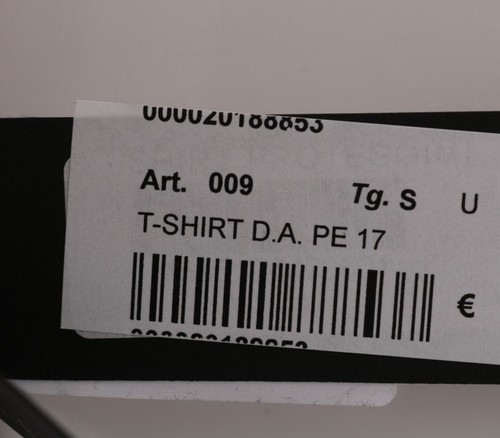 000020188853
Art. 009 Tg. S U
T-SHIRT D.A. PE 17
€